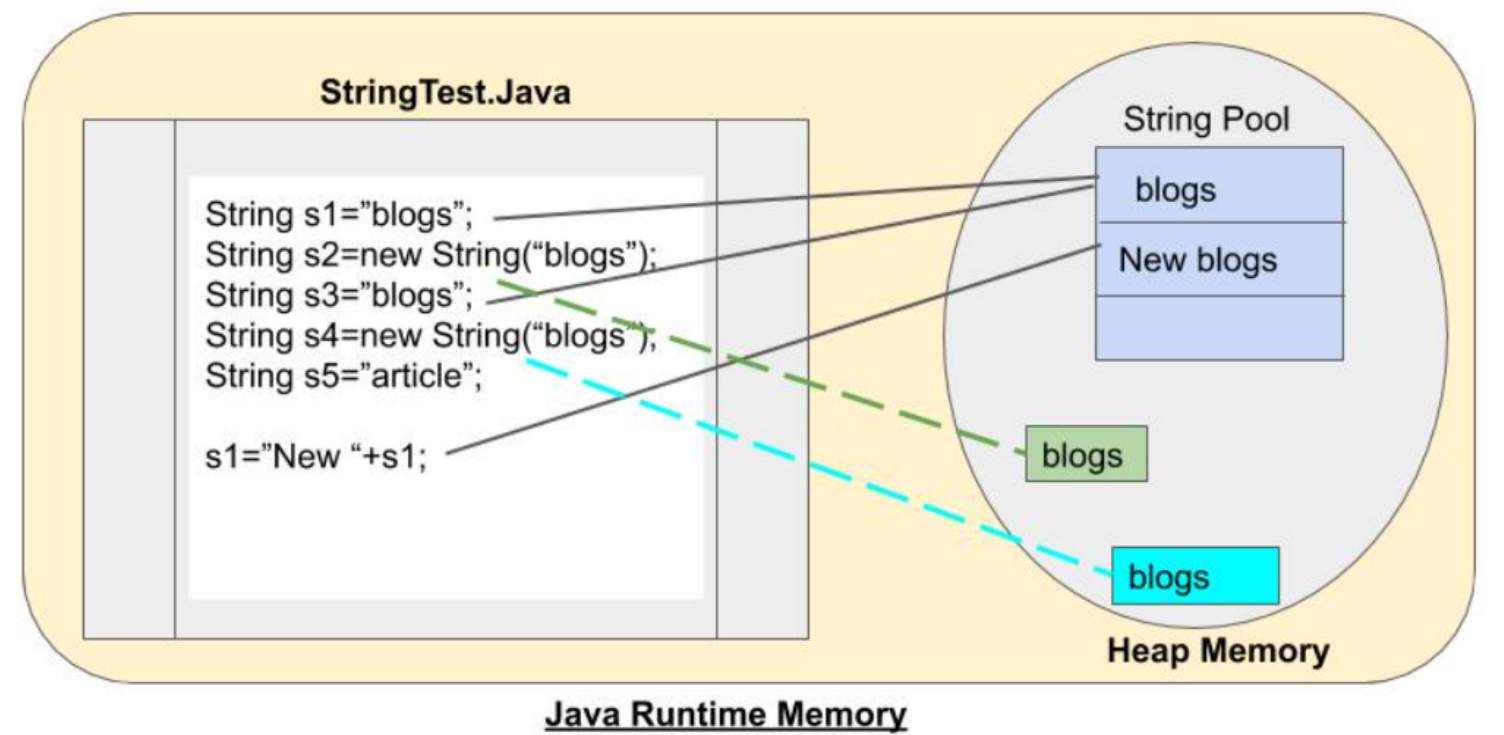 StringTest.Java
String s1=”blogs”;
String s2=new String(“blogs”);
String s3=”blogs”;
String s4=new String(“blogs”);
String s5=”article”;
s1=”New “+s1;
String Pool
blogs
New blogs
blogs
blogs
Heap Memory
Java Runtime Memory